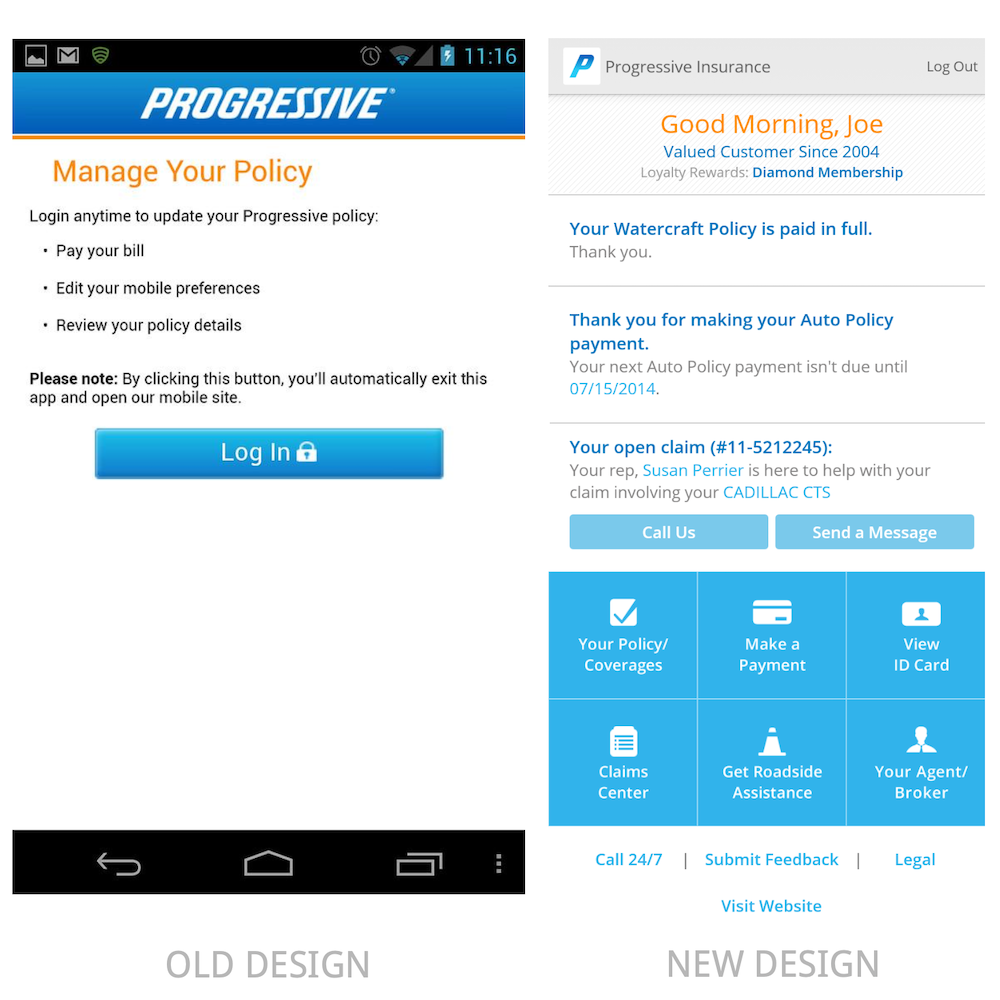 11:16
PROGRESSIVE®
Manage Your Policy
Login anytime to update your Progressive policy:
• Pay your bill
• Edit your mobile preferences
• Review your policy details
Please note: By clicking this button, you'll automatically exit this
app and open our mobile site.
Log In
OLD DESIGN
P Progressive Insurance
Log Out
Good Morning, Joe
Valued Customer Since 2004
Loyalty Rewards: Diamond Membership
Your Watercraft Policy is paid in full.
Thank you.
Thank you for making your Auto Policy
payment.
Your next Auto Policy payment isn't due until
07/15/2014.
Your open claim (#11-5212245):
Your rep, Susan Perrier is here to help with your
claim involving your CADILLAC CTS
Call Us
Send a Message
Your Policy/
Coverages
Make a
Payment
View
ID Card
Claims
Center
Get Roadside
Assistance
Your Agent/
Broker
Call 24/7 | Submit Feedback | Legal
Visit Website
NEW DESIGN